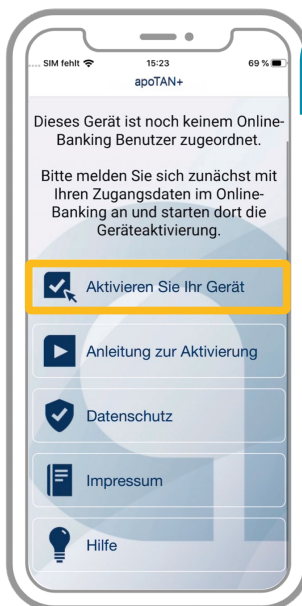 SIM fehlt 15:23 69 %
apoTAN+
Dieses Gerät ist noch keinem Online-
Banking Benutzer zugeordnet.
Bitte melden Sie sich zunächst mit
Ihren Zugangsdaten im Online-
Banking an und starten dort die
Geräteaktivierung.
Aktivieren Sie Ihr Gerät
Anleitung zur Aktivierung
Datenschutz
Impressum
Hilfe